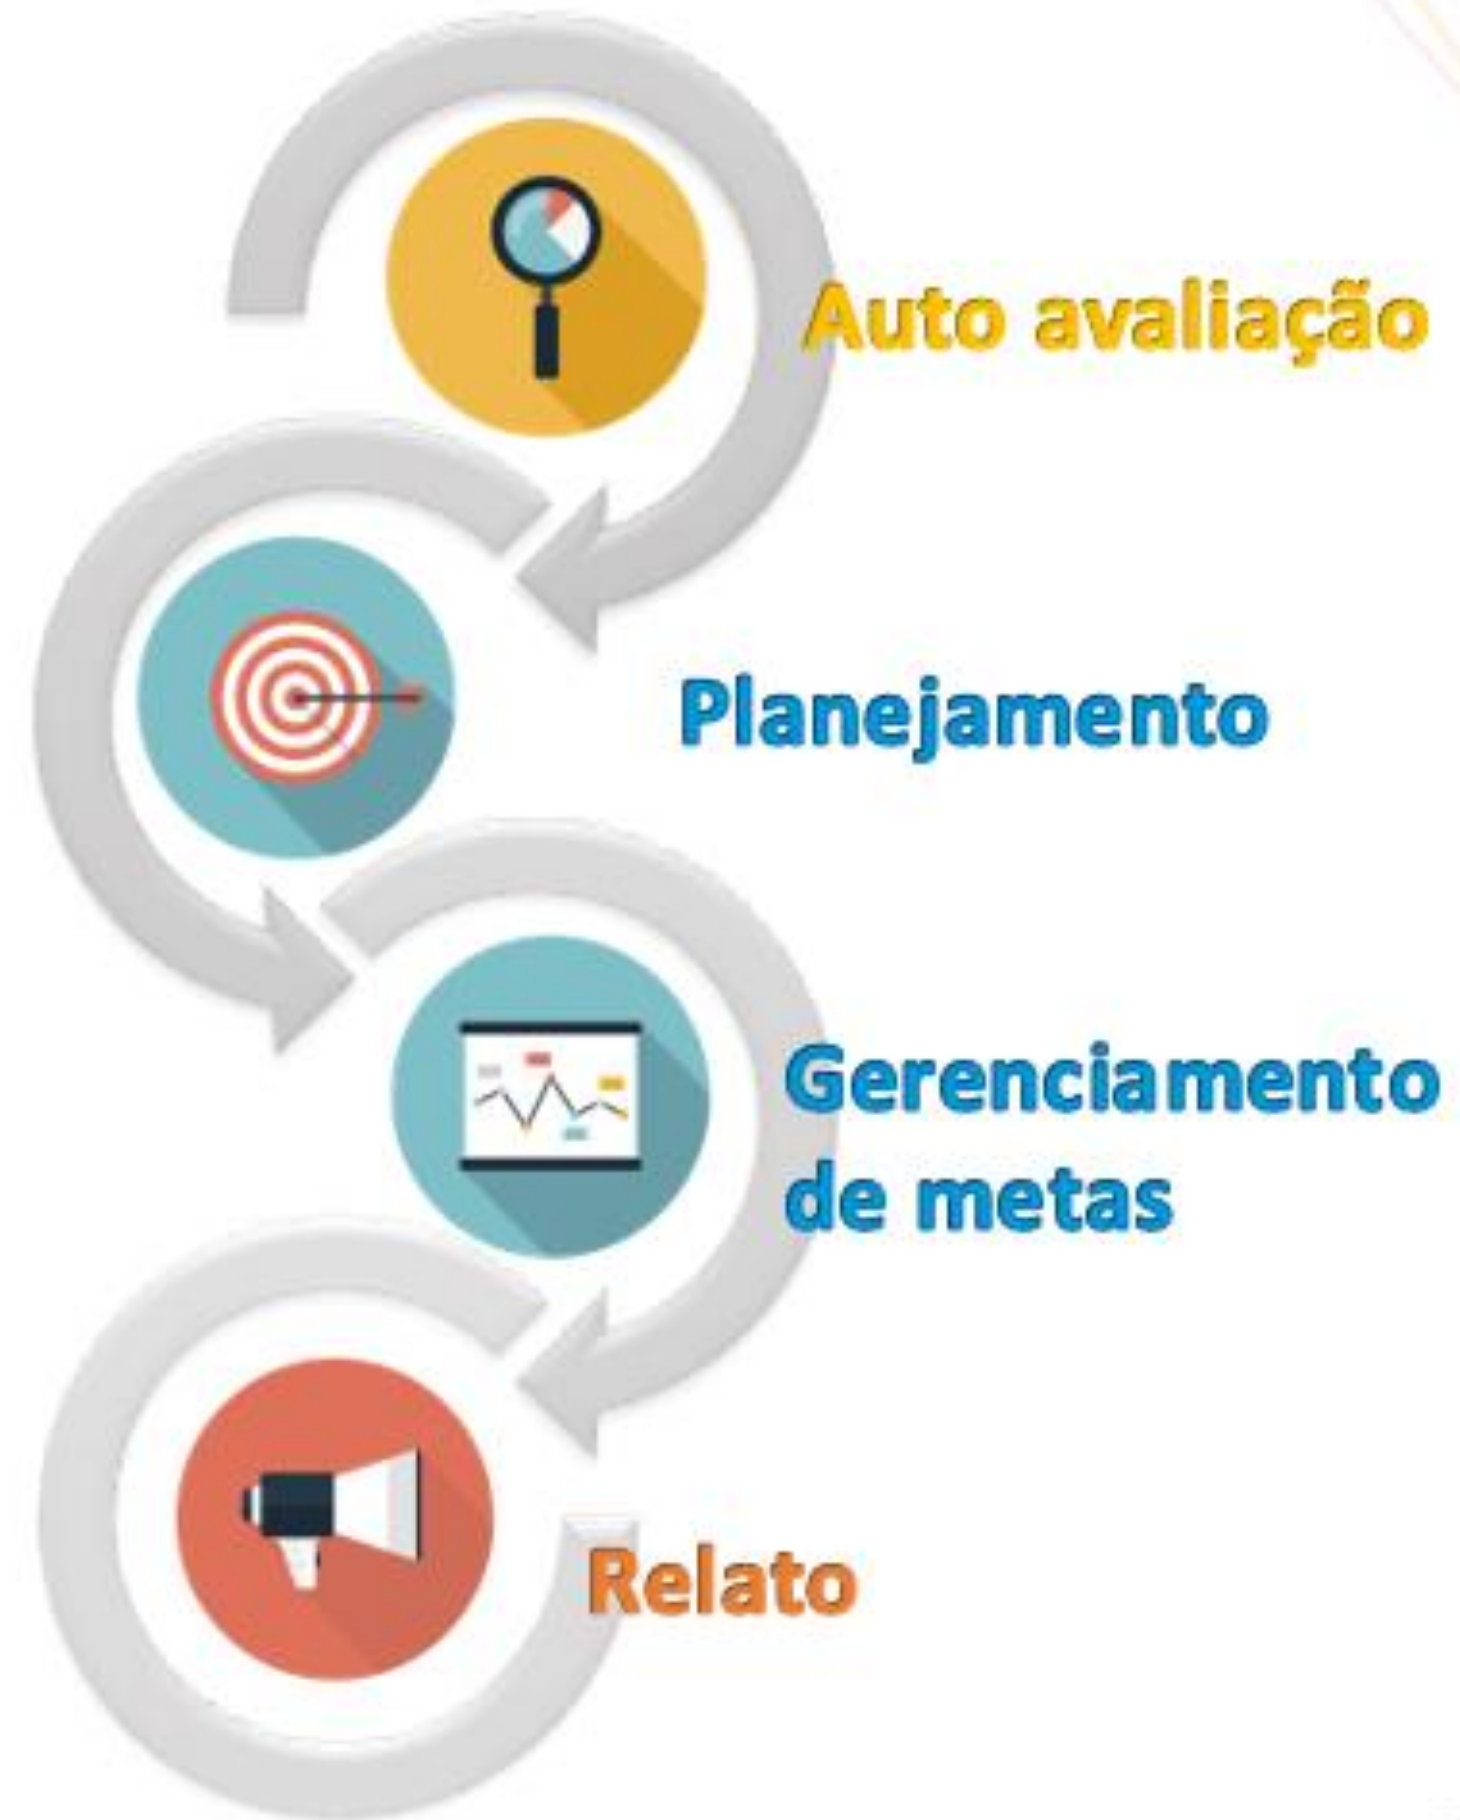 Auto avaliação
Planejamento
Gerenciamento
de metas
Relato